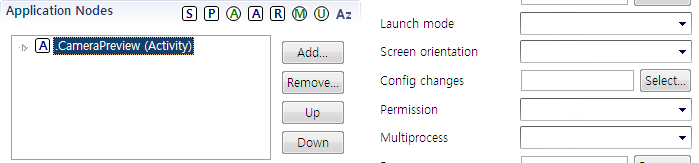 Application Nodes
S P A A R M U Az
A .CameraPreview (Activity)
Add...
Remove...
Up
Down
Launch mode
Screen orientation
Config changes
Select...
Permission
Multiprocess